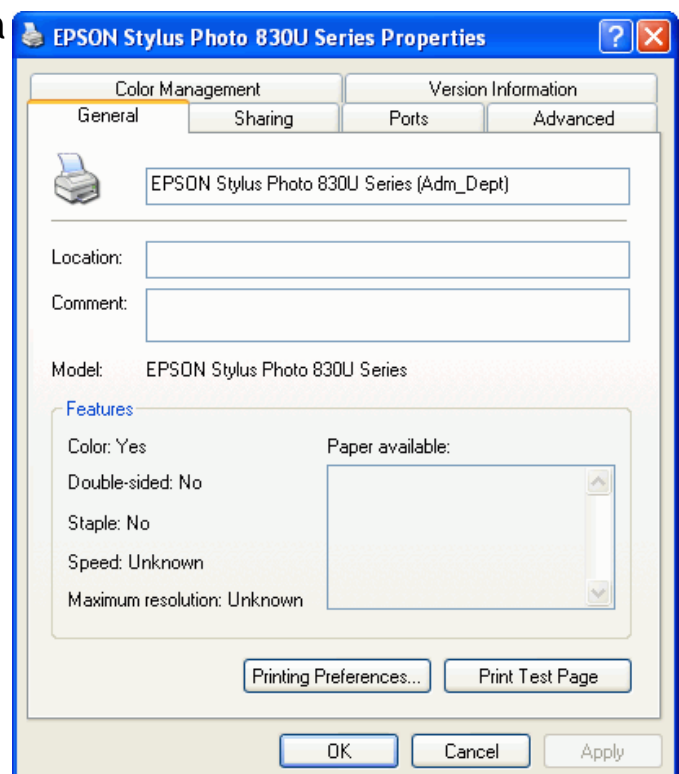 a
EPSON Stylus Photo 830U Series Properties
?
Color Management Version Information
General Sharing Ports Advanced
EPSON Stylus Photo 830U Series (Adm_Dept)
Location:
Comment:
Model: EPSON Stylus Photo 830U Series
Features
Color: Yes Paper available:
Double-sided: No
Staple: No
Speed: Unknown
Maximum resolution: Unknown
Printing Preferences... Print Test Page
OK Cancel Apply